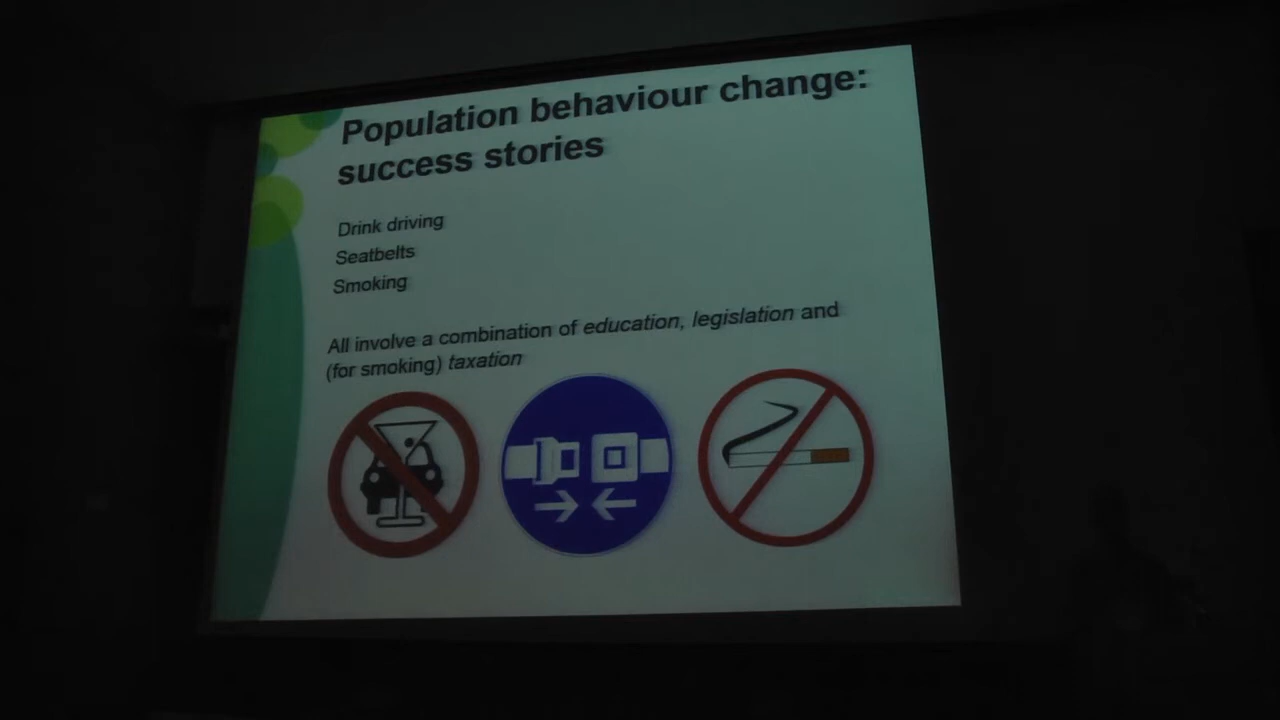 Population behaviour change:
success stories
Drink driving
Seatbelts
Smoking
All involve a combination of education, legislation and
(for smoking) taxation